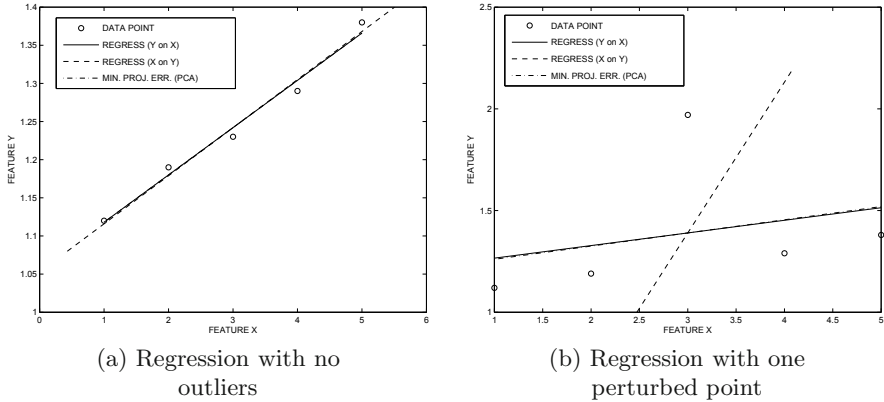 1.4
1.35
1.3
1.25
1.2
1.15
1.1
1.05
1
FEATURE Y
DATA POINT
REGRESS (Y on X)
REGRESS (X on Y)
MIN. PROJ. ERR. (PCA)
0 1 2 3 4 5 6
FEATURE X
(a) Regression with no
outliers
2.5
2
1.5
1
FEATURE Y
DATA POINT
REGRESS (Y on X)
REGRESS (X on Y)
MIN. PROJ. ERR. (PCA)
1 1.5 2 2.5 3 3.5 4 4.5 5
FEATURE X
(b) Regression with one
perturbed point